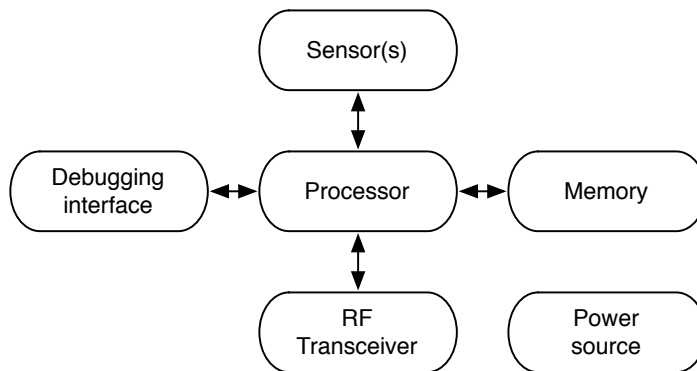 Sensor(s)
Debugging
interface
Processor
Memory
RF
Transceiver
Power
source